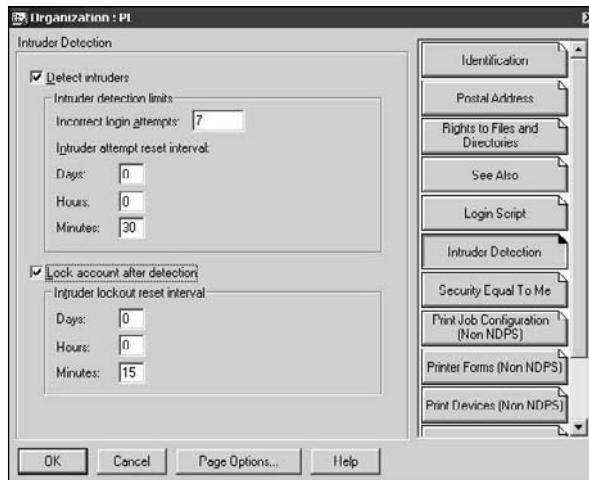 Organization : PL
Intruder Detection
Detect intruders
Intruder detection limits
Incorrect login attempts: 7
Intruder attempt reset interval:
Days: 0
Hours: 0
Minutes: 30
Lock account after detection
Intruder lockout reset interval
Days: 0
Hours: 0
Minutes: 15
Identification
Postal Address
Rights to Files and
Directories
See Also
Login Script
Intruder Detection
Security Equal To Me
Print Job Configuration
(Non NDPS)
Printer Forms (Non NDPS)
Print Devices (Non NDPS)
OK
Cancel
Page Options...
Help